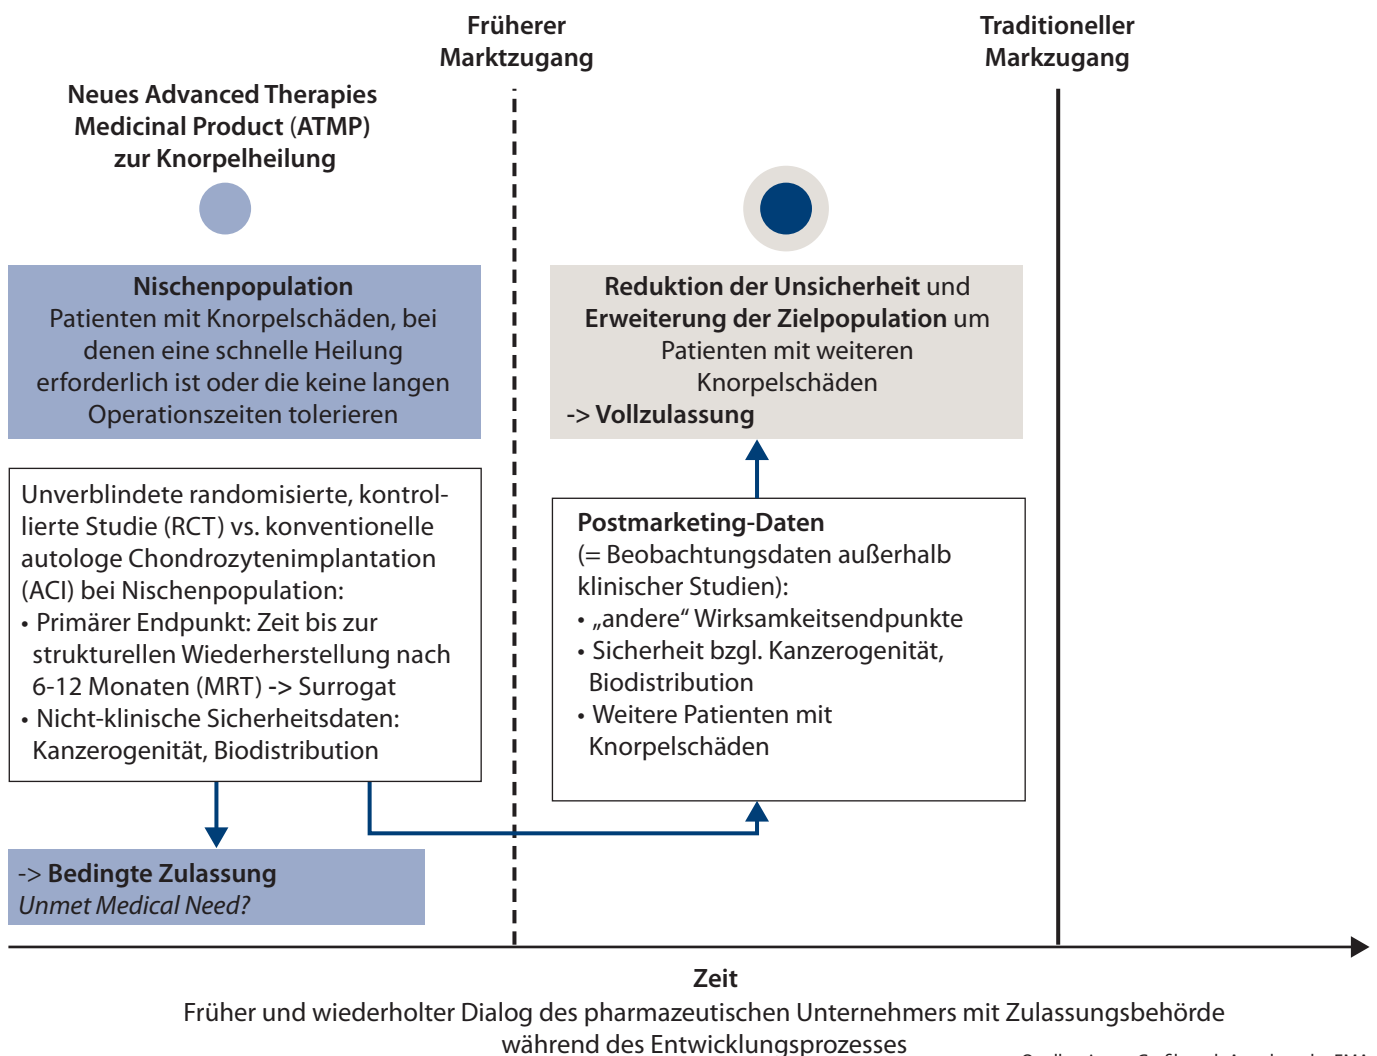 Früherer
Marktzugang
Traditioneller
Markzugang
Neues Advanced Therapies
Medicinal Product (ATMP)
zur Knorpelheilung
Nischenpopulation
Patienten mit Knorpelschäden, bei
denen eine schnelle Heilung
erforderlich ist oder die keine langen
Operationszeiten tolerieren
Reduktion der Unsicherheit und
Erweiterung der Zielpopulation um
Patienten mit weiteren
Knorpelschäden
-> Vollzulassung
Unverblindete randomisierte, kontrol-
lierte Studie (RCT) vs. konventionelle
autologe Chondrozytenimplantation
(ACI) bei Nischenpopulation:
• Primärer Endpunkt: Zeit bis zur
strukturellen Wiederherstellung nach
6-12 Monaten (MRT) -> Surrogat
• Nicht-klinische Sicherheitsdaten:
Kanzerogenität, Biodistribution
Postmarketing-Daten
(= Beobachtungsdaten außerhalb
klinischer Studien):
• „andere“ Wirksamkeitsendpunkte
• Sicherheit bzgl. Kanzerogenität,
Biodistribution
• Weitere Patienten mit
Knorpelschäden
-> Bedingte Zulassung
Unmet Medical Need?
Zeit
Früher und wiederholter Dialog des pharmazeutischen Unternehmers mit Zulassungsbehörde
während des Entwicklungsprozesses